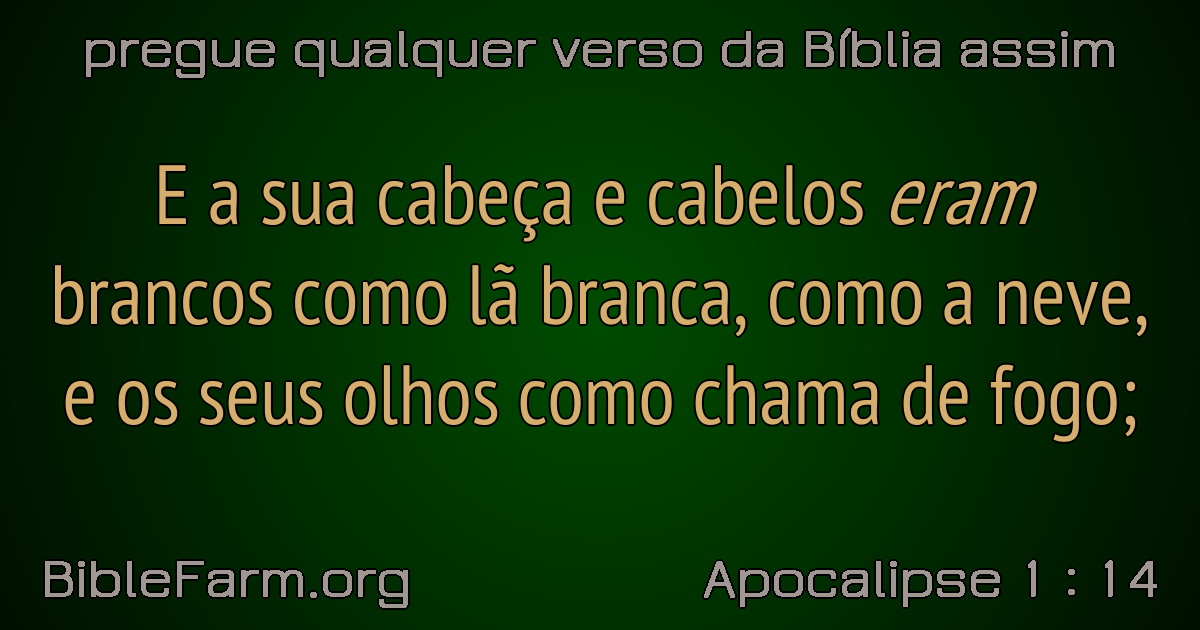 pregue qualquer verso da Bíblia assim
E a sua cabeça e cabelos eram
brancos como lã branca, como a neve,
e os seus olhos como chama de fogo;
BibleFarm.org
Apocalipse 1 : 14